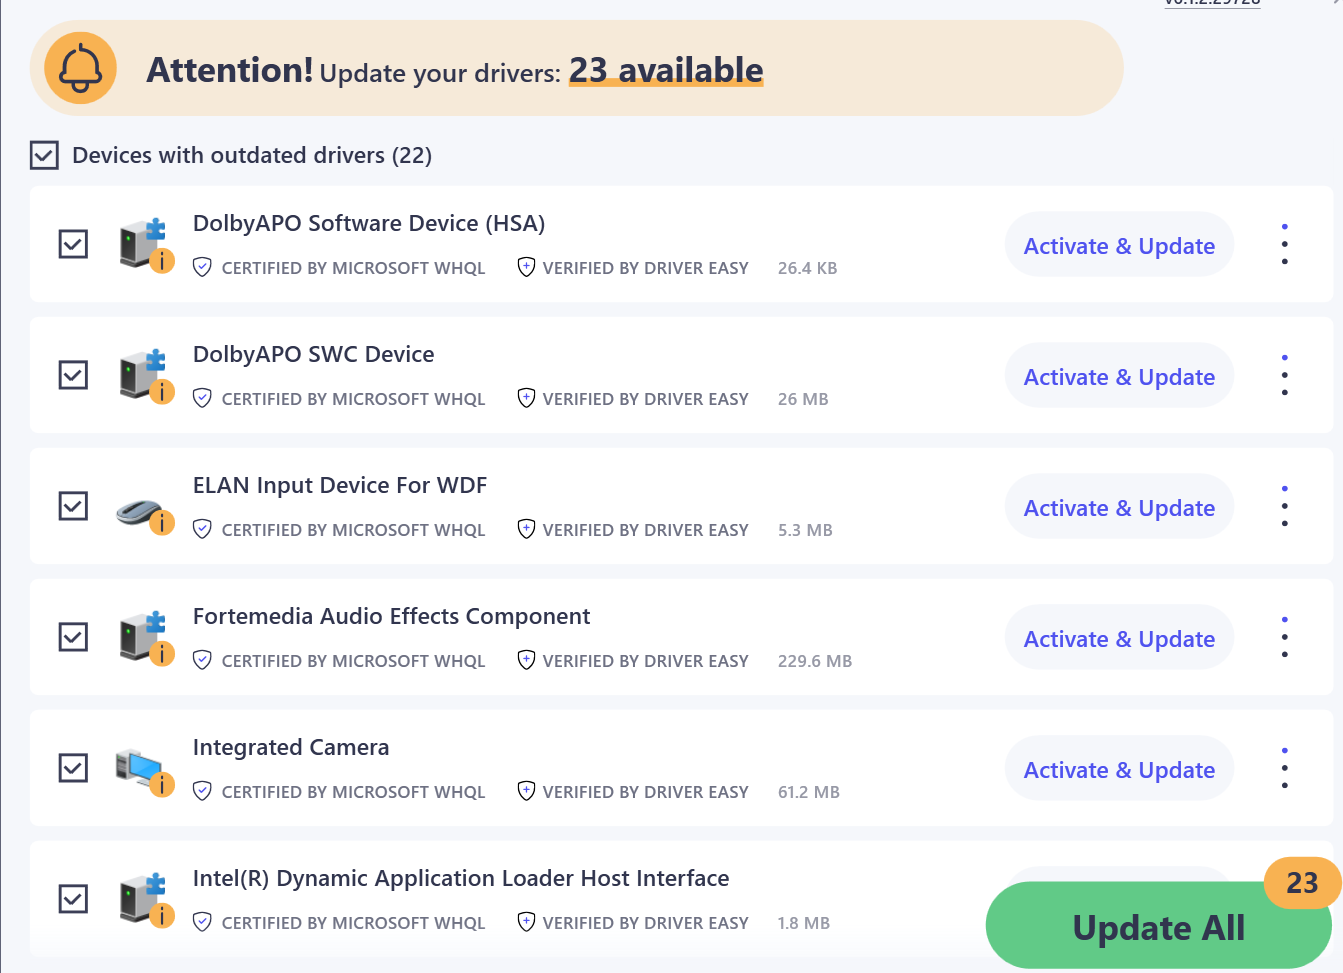 Attention! Update your drivers: 23 available
Devices with outdated drivers (22)
DolbyAPO Software Device (HSA)
CERTIFIED BY MICROSOFT WHQL VERIFIED BY DRIVER EASY 26.4 KB
Activate & Update
DolbyAPO SWC Device
CERTIFIED BY MICROSOFT WHQL VERIFIED BY DRIVER EASY 26 MB
Activate & Update
ELAN Input Device For WDF
CERTIFIED BY MICROSOFT WHQL VERIFIED BY DRIVER EASY 5.3 MB
Activate & Update
Fortemedia Audio Effects Component
CERTIFIED BY MICROSOFT WHQL VERIFIED BY DRIVER EASY 229.6 MB
Activate & Update
Integrated Camera
CERTIFIED BY MICROSOFT WHQL VERIFIED BY DRIVER EASY 61.2 MB
Activate & Update
Intel(R) Dynamic Application Loader Host Interface
CERTIFIED BY MICROSOFT WHQL VERIFIED BY DRIVER EASY 1.8 MB
23
Update All